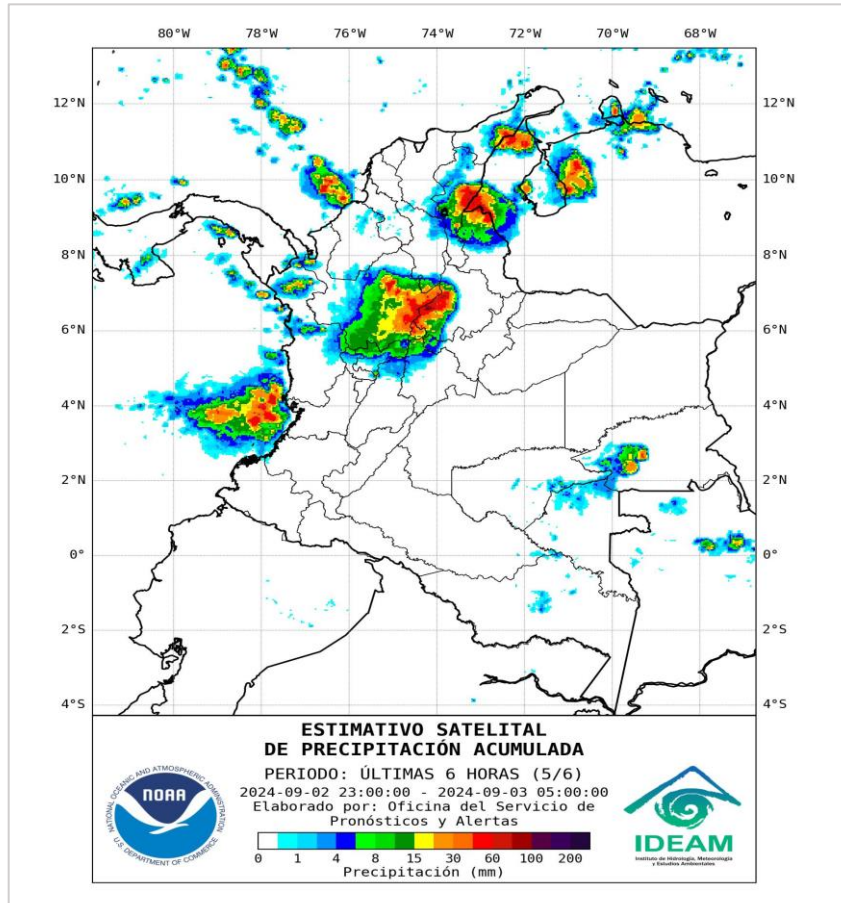 80°W 78°W 76°W 74°W 72°W 70°W 68°W
12°N 12°N
10°N 10°N
8°N 8°N
6°N 6°N
4°N 4°N
2°N 2°N
0° 0°
2°S 2°S
4°S 4°S
ESTIMATIVO SATELITAL
DE PRECIPITACIÓN ACUMULADA
PERIODO: ÚLTIMAS 6 HORAS (5/6)
2024-09-02 23:00:00 - 2024-09-03 05:00:00
Elaborado por: Oficina del Servicio de
Pronósticos y Alertas
0 1 4 8 15 30 60 100 200
Precipitación (mm)
NATIONAL OCEANIC AND ATMOSPHERIC ADMINISTRATION
NOAA
U.S. DEPARTMENT OF COMMERCE
IDEAM
Instituto de Hidrología, Meteorología
y Estudios Ambientales